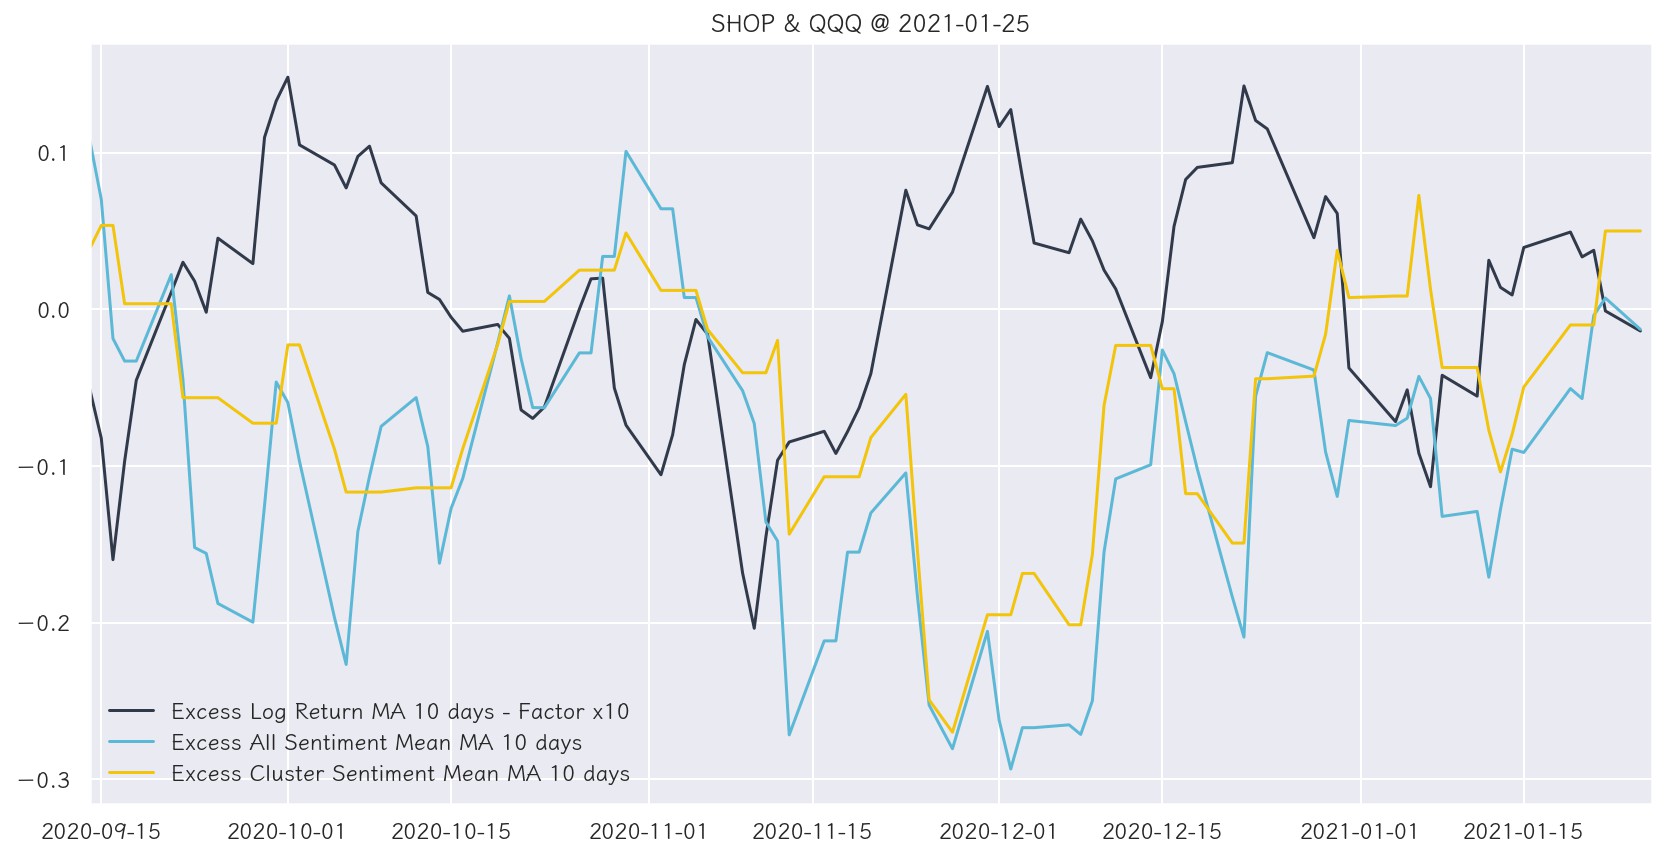 SHOP & QQQ @ 2021-01-25
0.1
0.0
−0.1
−0.2
−0.3
Excess Log Return MA 10 days - Factor x10
Excess All Sentiment Mean MA 10 days
Excess Cluster Sentiment Mean MA 10 days
2020-09-15 2020-10-01 2020-10-15 2020-11-01 2020-11-15 2020-12-01 2020-12-15 2021-01-01 2021-01-15